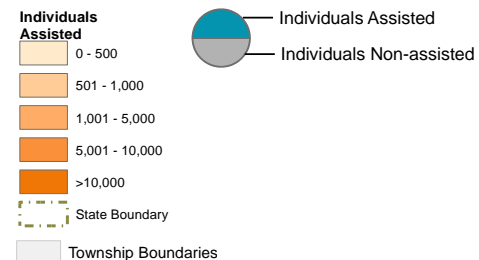 Individuals
Assisted
0 - 500
501 - 1,000
1,001 - 5,000
5,001 - 10,000
>10,000
State Boundary
Township Boundaries
Individuals Assisted
Individuals Non-assisted